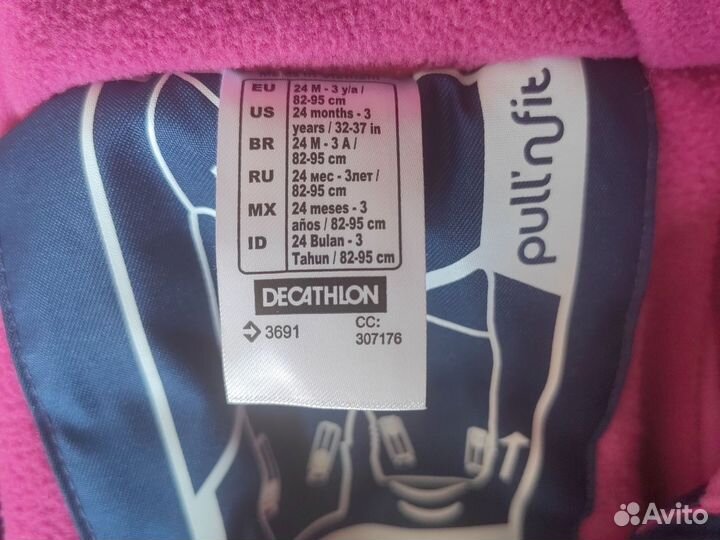 EU 24 M - 3 y/a /
82-95 cm
US 24 months - 3
years / 32-37 in
BR 24 M - 3 A /
82-95 cm
RU 24 мес - 3лет /
82-95 cm
MX 24 meses - 3
años / 82-95 cm
ID 24 Bulan - 3
Tahun / 82-95 cm
DECATHLON
3691
CC:
307176
pull'n fit
Avito